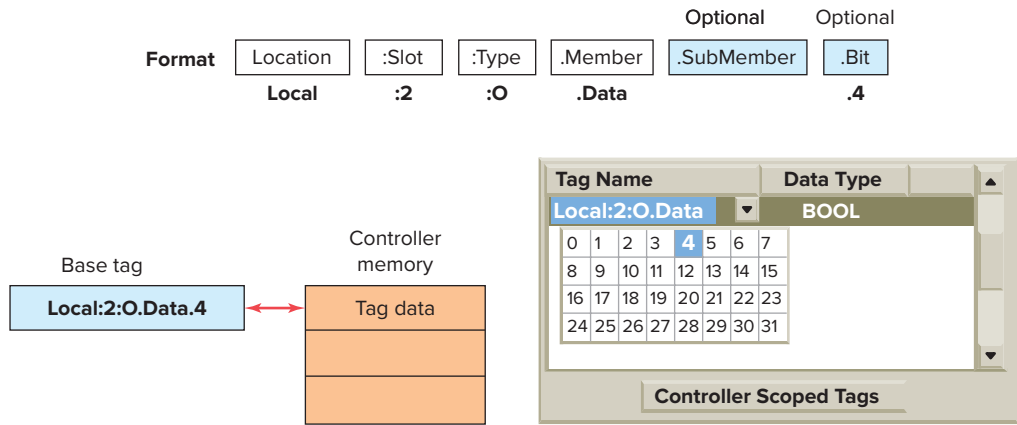 Optional Optional
Format Location :Slot :Type .Member .SubMember .Bit
Local :2 :O .Data .4
Tag Name Data Type
Local:2:O.Data BOOL
0 1 2 3 4 5 6 7
8 9 10 11 12 13 14 15
16 17 18 19 20 21 22 23
24 25 26 27 28 29 30 31
Controller Scoped Tags
Base tag
Controller
memory
Local:2:O.Data.4
Tag data